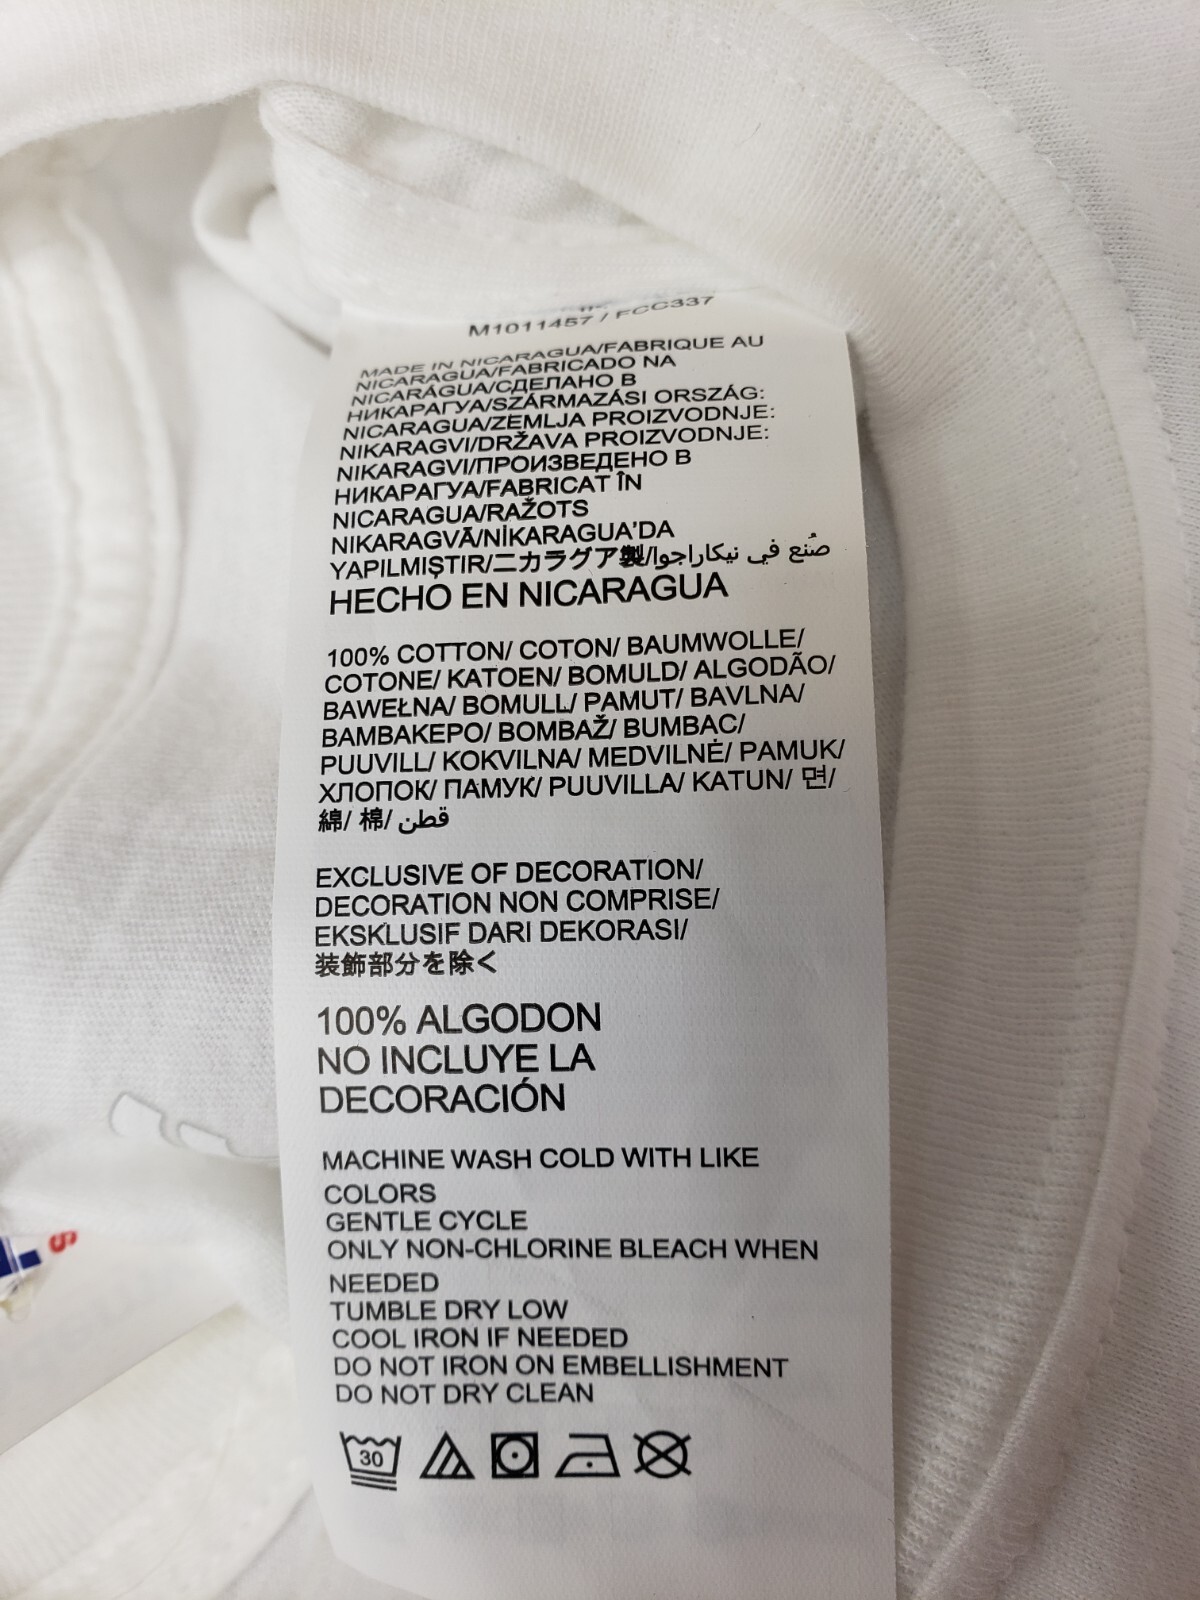 M1011457 / FCC337
MADE IN NICARAGUA/FABRIQUE AU
NICARAGUA/FABRICADO NA
NICARÁGUA/СДЕЛАНО В
НИКАРАГУА/SZÁRMAZÁSI ORSZÁG:
NICARAGUA/ZEMLJA PROIZVODNJE:
NIKARAGVI/DRŽAVA PROIZVODNJE:
NIKARAGVI/ПРОИЗВЕДЕНО В
НИКАРАГУА/FABRICAT ÎN
NICARAGUA/RAŽOTS
NIKARAGVĀ/NİKARAGUA'DA
YAPILMIŞTIR/ニカラグア製/صُنع في نيكاراجوا
HECHO EN NICARAGUA
100% COTTON/ COTON/ BAUMWOLLE/
COTONE/ KATOEN/ BOMULD/ ALGODÃO/
BAWEŁNA/ BOMULL/ PAMUT/ BAVLNA/
ΒΑΜΒΑΚΕΡΟ/ BOMBAŽ/ BUMBAC/
PUUVILL/ KOKVILNA/ MEDVILNĖ/ PAMUK/
ХЛОПОК/ ПАМУК/ PUUVILLA/ KATUN/ 면/
綿/ 棉/ قطن
EXCLUSIVE OF DECORATION/
DECORATION NON COMPRISE/
EKSKLUSIF DARI DEKORASI/
装飾部分を除く
100% ALGODON
NO INCLUYE LA
DECORACIÓN
MACHINE WASH COLD WITH LIKE
COLORS
GENTLE CYCLE
ONLY NON-CHLORINE BLEACH WHEN
NEEDED
TUMBLE DRY LOW
COOL IRON IF NEEDED
DO NOT IRON ON EMBELLISHMENT
DO NOT DRY CLEAN
30